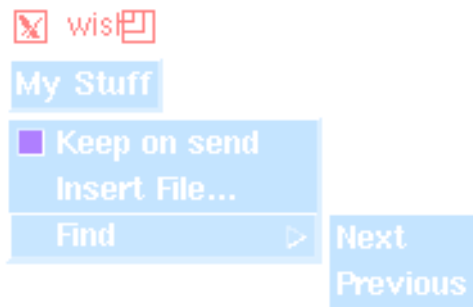 wish
My Stuff
Keep on send
Insert File...
Find
Next
Previous